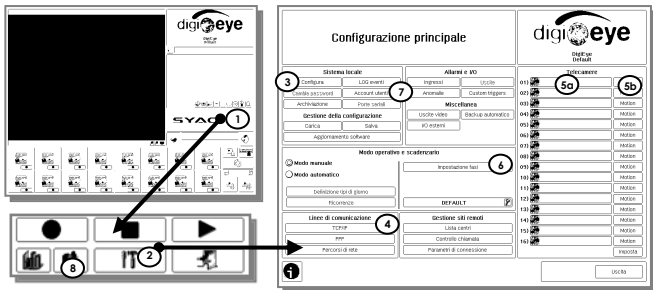 digieye
DigiEye
Default
1
SYAC
8
2
Configurazione principale
digieye
DigiEye
Default
Sistema locale
3
Configura
LOG eventi
Cambia password
Account utenti
7
Archiviazione
Porte seriali
Gestione della configurazione
Carica
Salva
Aggiornamento software
Allarmi e I/O
Ingressi
Uscite
Anomalie
Custom triggers
Miscellanea
Uscite video
Backup automatico
I/O esterni
Modo operativo e scadenzario
Modo manuale
Modo automatico
Definizione tipi di giorno
Ricorrenze
Impostazione fasi
6
DEFAULT
Linee di comunicazione
4
TCP/IP
PPP
Percorsi di rete
Gestione siti remoti
Lista centri
Controllo chiamata
Parametri di connessione
Telecamere
01)
5a
5b
02)
Motion
03)
Motion
04)
Motion
05)
Motion
06)
Motion
07)
Motion
08)
Motion
09)
Motion
10)
Motion
11)
Motion
12)
Motion
13)
Motion
14)
Motion
15)
Motion
16)
Motion
Imposta
Uscita